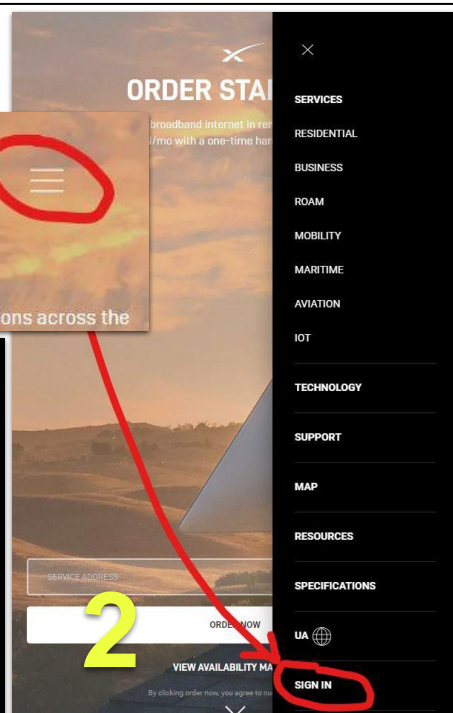 ORDER STA
broadband internet in re
/mo with a one-time har
ons across the
SERVICE ADDRESS
ORDER NOW
2
VIEW AVAILABILITY MA
By clicking order now, you agree to
SERVICES
RESIDENTIAL
BUSINESS
ROAM
MOBILITY
MARITIME
AVIATION
IOT
TECHNOLOGY
SUPPORT
MAP
RESOURCES
SPECIFICATIONS
UA
SIGN IN